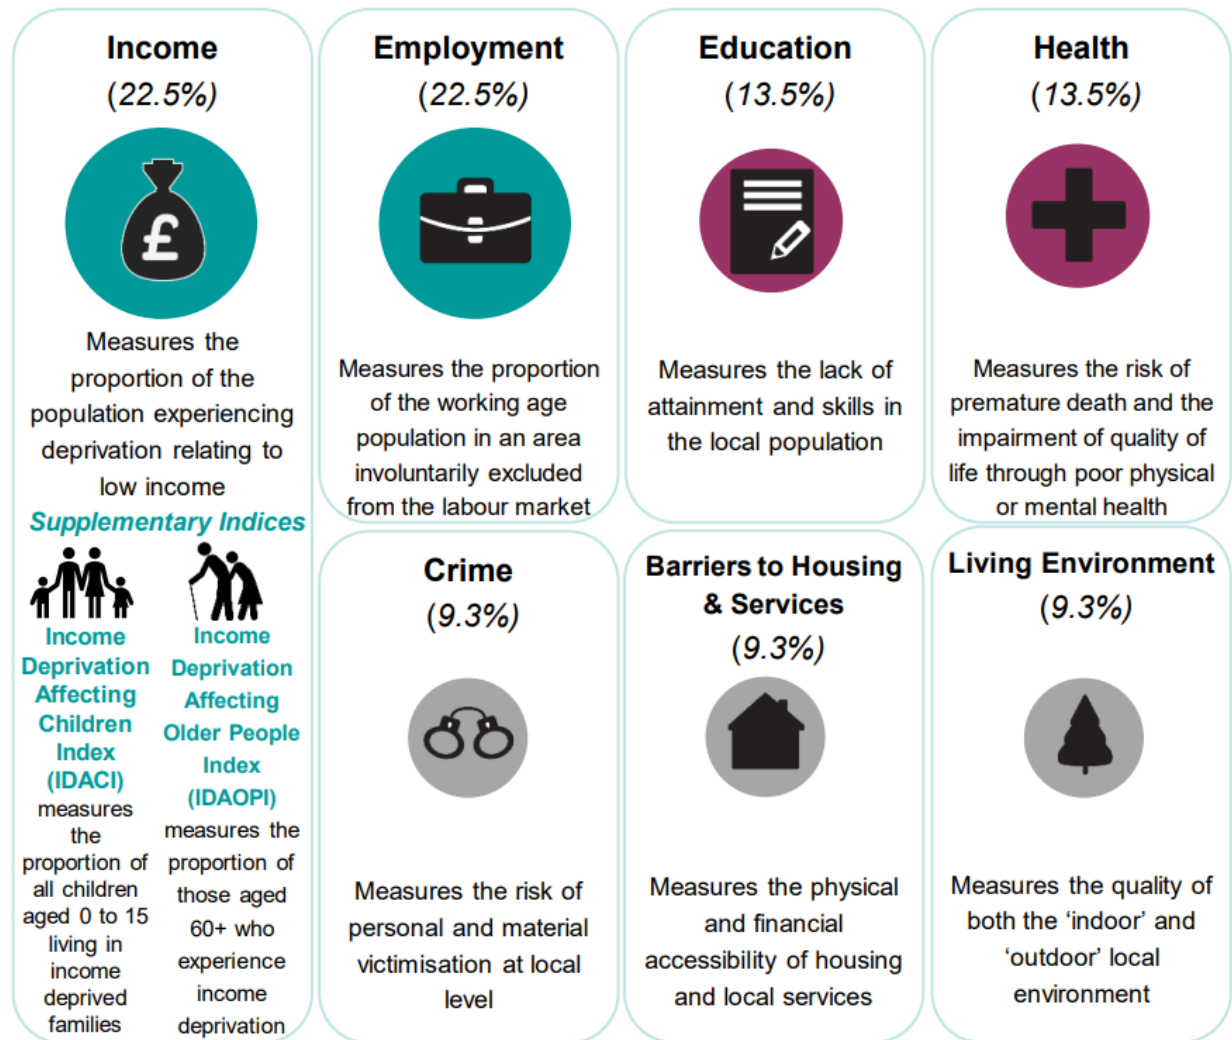 Income
(22.5%)
£
Measures the
proportion of the
population experiencing
deprivation relating to
low income
Supplementary Indices
Income
Deprivation
Affecting
Children
Index
(IDACI)
measures
the
proportion of
all children
aged 0 to 15
living in
income
deprived
families
Income
Deprivation
Affecting
Older People
Index
(IDAOPI)
measures the
proportion of
those aged
60+ who
experience
income
deprivation
Employment
(22.5%)
Measures the proportion
of the working age
population in an area
involuntarily excluded
from the labour market
Education
(13.5%)
Measures the lack of
attainment and skills in
the local population
Health
(13.5%)
Measures the risk of
premature death and the
impairment of quality of
life through poor physical
or mental health
Crime
(9.3%)
Measures the risk of
personal and material
victimisation at local
level
Barriers to Housing
& Services
(9.3%)
Measures the physical
and financial
accessibility of housing
and local services
Living Environment
(9.3%)
Measures the quality of
both the ‘indoor’ and
‘outdoor’ local
environment